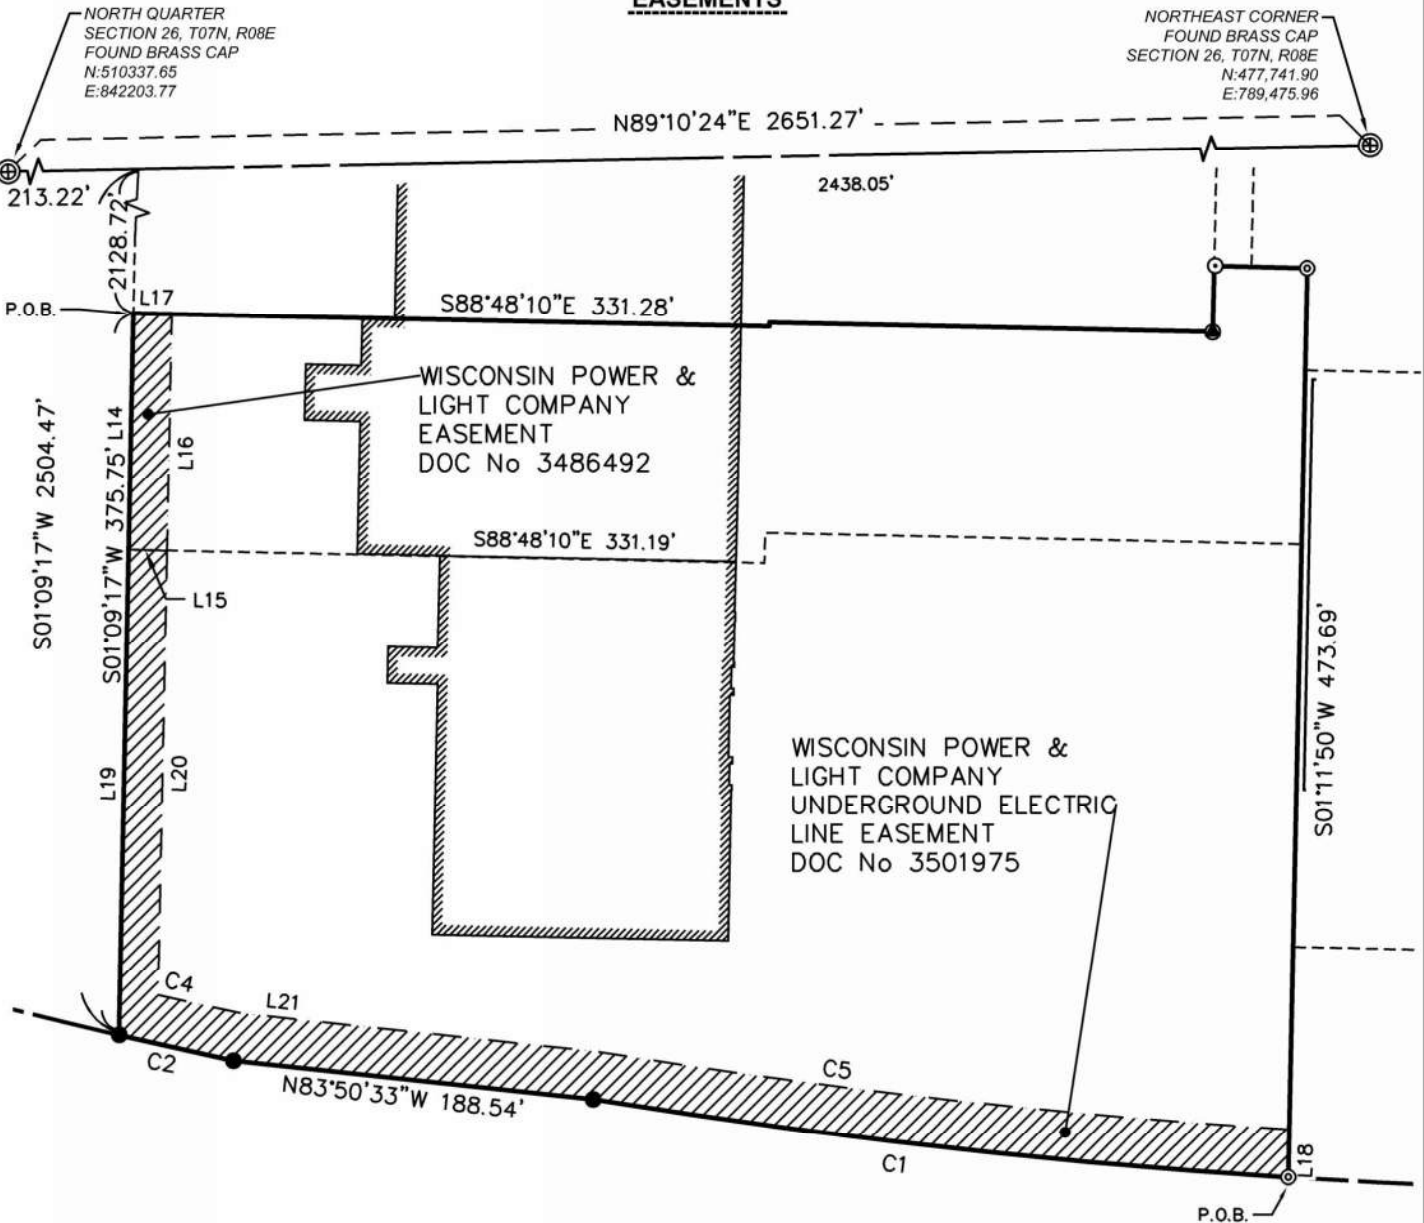 EASEMENTS
NORTH QUARTER
SECTION 26, T07N, R08E
FOUND BRASS CAP
N:510337.65
E:842203.77
NORTHEAST CORNER
FOUND BRASS CAP
SECTION 26, T07N, R08E
N:477,741.90
E:789,475.96
N89°10'24"E 2651.27'
213.22'
2438.05'
2128.72'
P.O.B.
L17
S88°48'10"E 331.28'
WISCONSIN POWER &
LIGHT COMPANY
EASEMENT
DOC No 3486492
S01°09'17"W 2504.47'
S01°09'17"W 375.75'
L14
L16
S88°48'10"E 331.19'
L15
S01°11'50"W 473.69'
L19
L20
WISCONSIN POWER &
LIGHT COMPANY
UNDERGROUND ELECTRIC
LINE EASEMENT
DOC No 3501975
C4
L21
C2
N83°50'33"W 188.54'
C5
C1
L18
P.O.B.